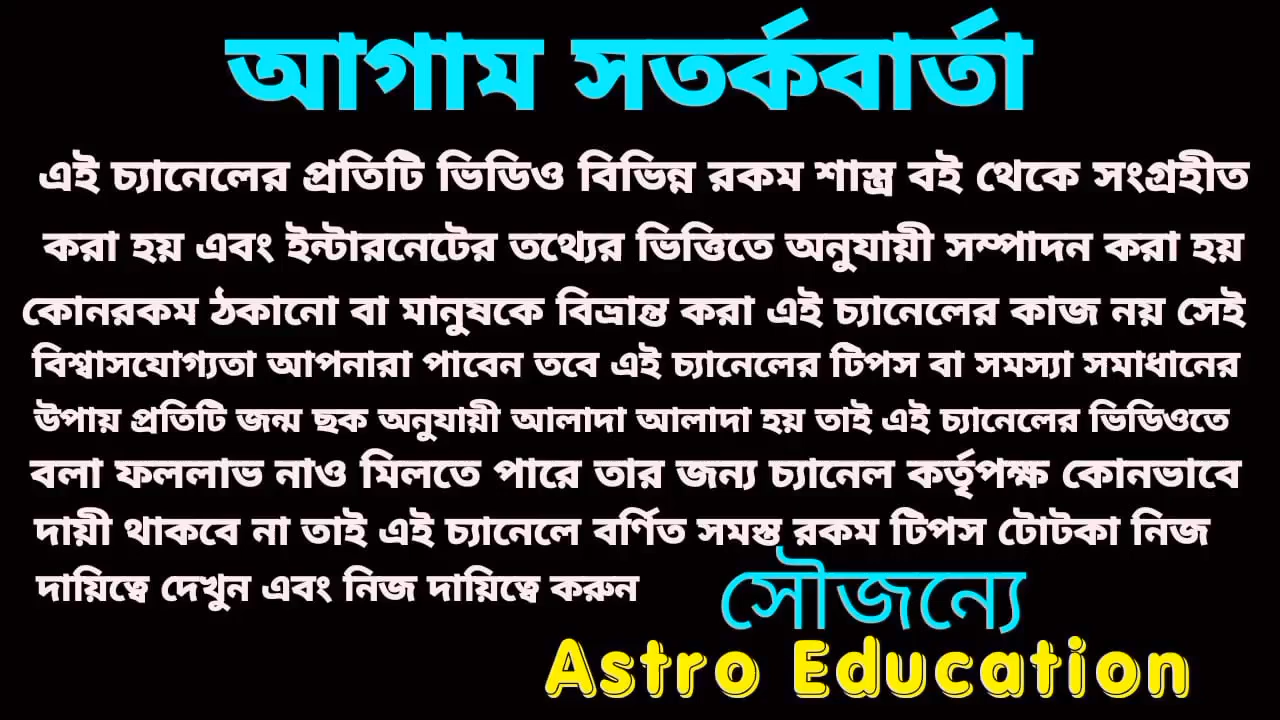 আগাম সতর্কবার্তা
এই চ্যানেলের প্রতিটি ভিডিও বিভিন্ন রকম শাস্ত্র বই থেকে সংগ্রহীত
করা হয় এবং ইন্টারনেটের তথ্যের ভিত্তিতে অনুযায়ী সম্পাদন করা হয়
কোনরকম ঠকানো বা মানুষকে বিভ্রান্ত করা এই চ্যানেলের কাজ নয় সেই
বিশ্বাসযোগ্যতা আপনারা পাবেন তবে এই চ্যানেলের টিপস বা সমস্যা সমাধানের
উপায় প্রতিটি জন্ম ছক অনুযায়ী আলাদা আলাদা হয় তাই এই চ্যানেলের ভিডিওতে
বলা ফললাভ নাও মিলতে পারে তার জন্য চ্যানেল কর্তৃপক্ষ কোনভাবে
দায়ী থাকবে না তাই এই চ্যানেলে বর্ণিত সমস্ত রকম টিপস টোটকা নিজ
দায়িত্বে দেখুন এবং নিজ দায়িত্বে করুন
সৌজন্যে
Astro Education